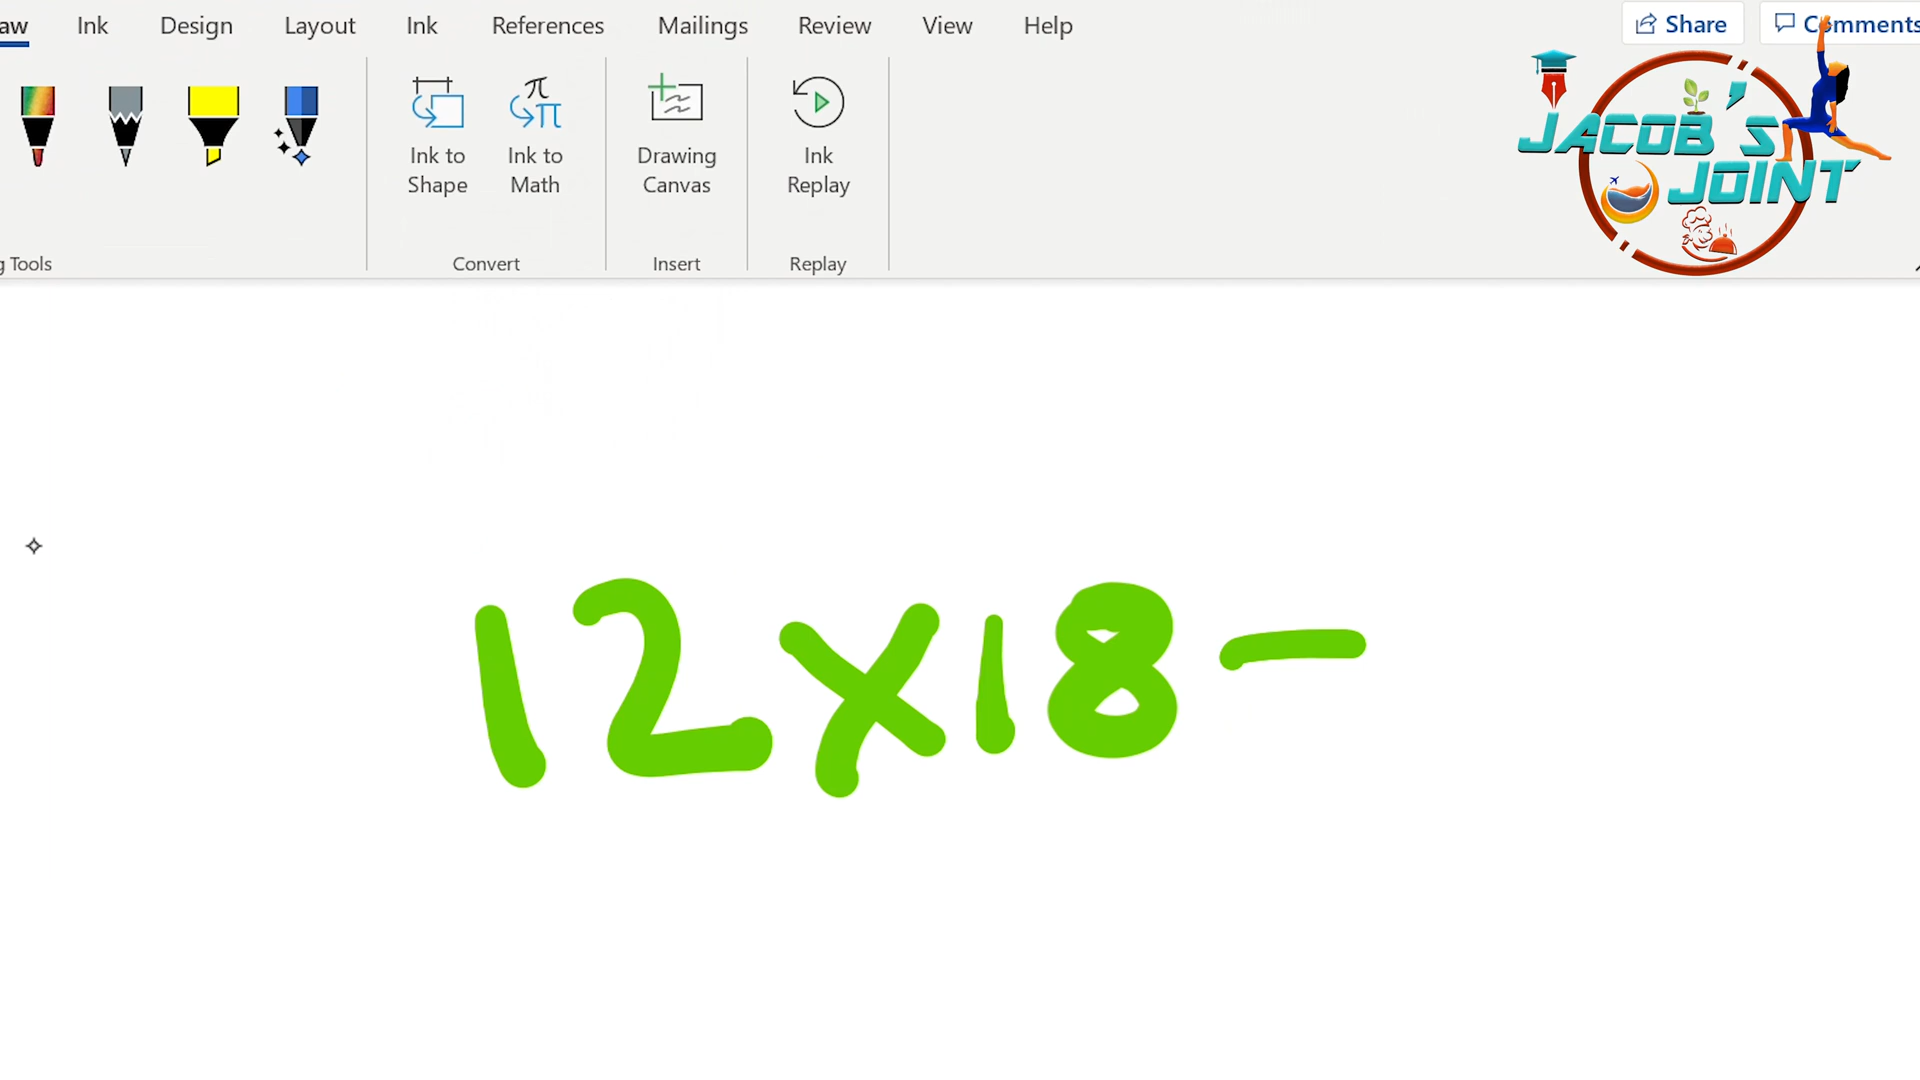 Ink Design Layout Ink References Mailings Review View Help Share Comments
Ink to Shape
Ink to Math
Drawing Canvas
Ink Replay
Tools Convert Insert Replay
JACOB'S JOINT
12x18-